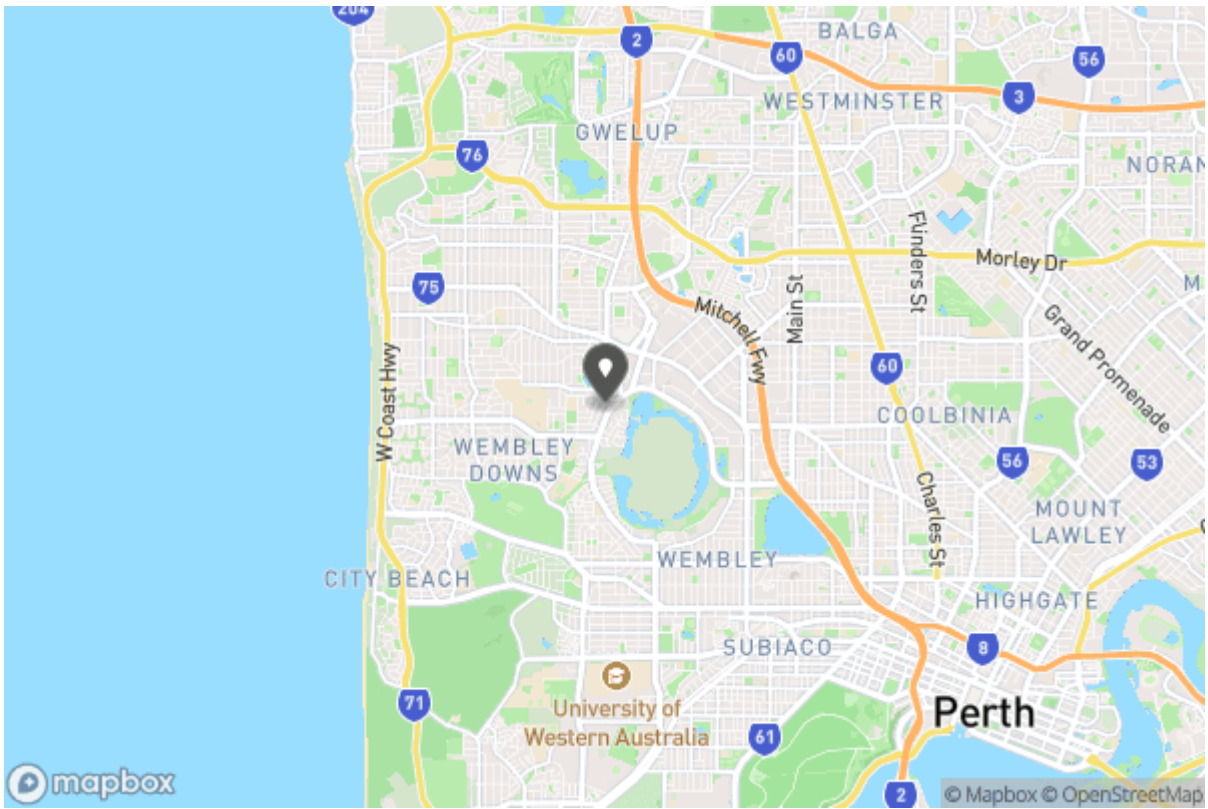 204
2
BALGA
60
56
3
WESTMINSTER
GWELUP
76
NORAN
Flinders St
Morley Dr
M
75
Main St
Mitchell Fwy
Grand Promenade
W Coast Hwy
60
COOLBINIA
WEMBLEY
DOWNS
56
53
Charles St
MOUNT
LAWLEY
WEMBLEY
CITY BEACH
HIGHGATE
SUBIACO
8
University of
Western Australia
71
61
Perth
2
mapbox
© Mapbox © OpenStreetMap